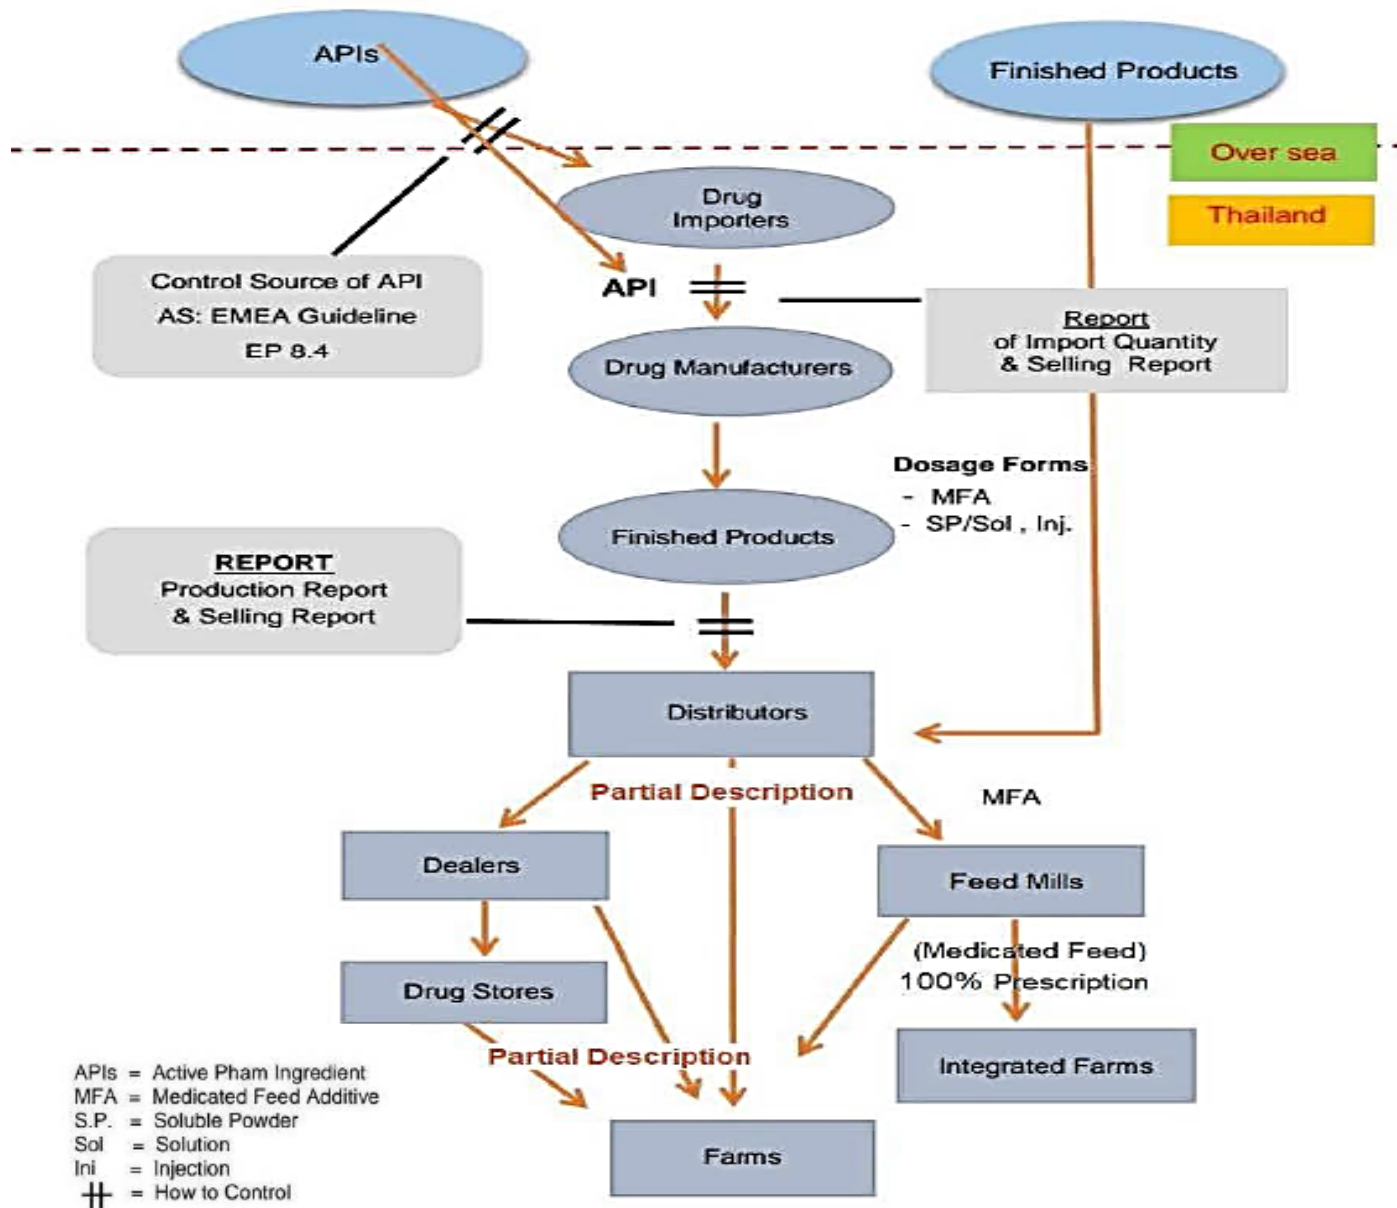 APIs
Finished Products
Over sea
Thailand
Drug
Importers
Control Source of API
AS: EMEA Guideline
EP 8.4
API
Report
of Import Quantity
& Selling Report
Drug Manufacturers
Dosage Forms
- MFA
- SP/Sol , Inj.
Finished Products
REPORT
Production Report
& Selling Report
Distributors
Partial Description
MFA
Dealers
Feed Mills
(Medicated Feed)
100% Prescription
Drug Stores
Partial Description
Integrated Farms
Farms
APIs = Active Pham Ingredient
MFA = Medicated Feed Additive
S.P. = Soluble Powder
Sol = Solution
Ini = Injection
= How to Control